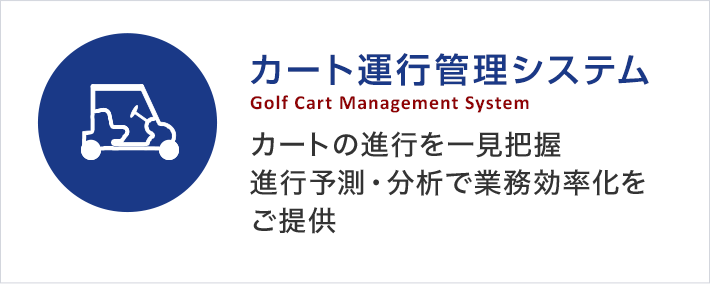 カート運行管理システム
Golf Cart Management System
カートの進行を一見把握
進行予測・分析で業務効率化を
ご提供